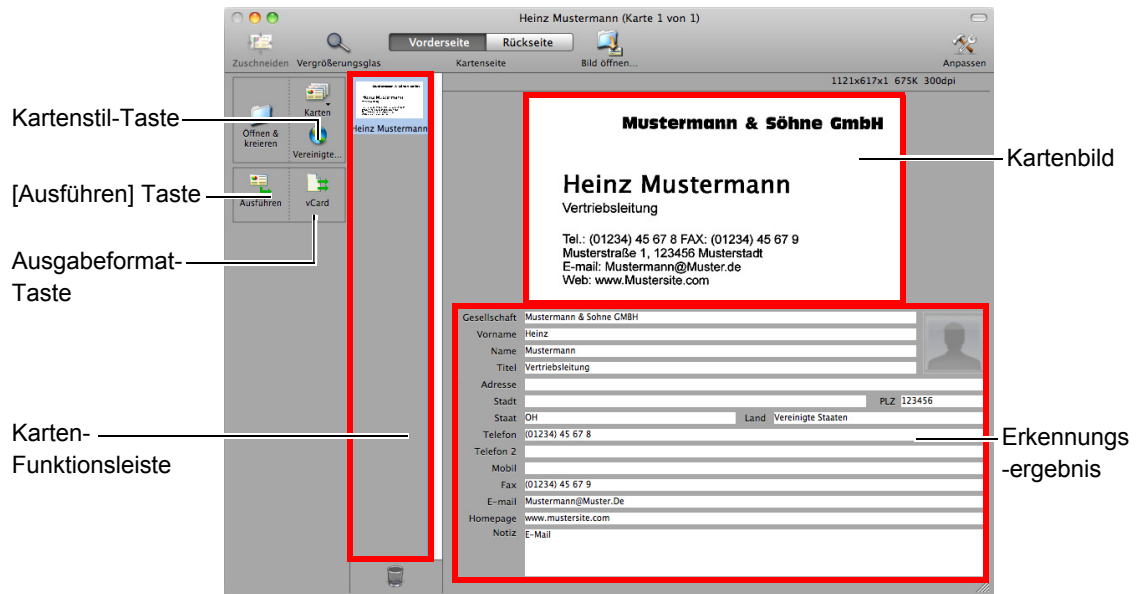 Heinz Mustermann (Karte 1 von 1)
Zuschneiden Vergrößerungsglas Vorderseite Rückseite Kartenseite Bild öffnen... Anpassen
1121x617x1 675K 300dpi
Kartenstil-Taste
[Ausführen] Taste
Ausgabeformat-
Taste
Karten-
Funktionsleiste
Öffnen &
kreieren
Karten
Vereinigte...
Ausführen
vCard
Heinz Mustermann
Mustermann & Söhne GmbH
Heinz Mustermann
Vertriebsleitung
Tel.: (01234) 45 67 8 FAX: (01234) 45 67 9
Musterstraße 1, 123456 Musterstadt
E-mail: Mustermann@Muster.de
Web: www.Mustersite.com
Kartenbild
Gesellschaft Mustermann & Sohne GMBH
Vorname Heinz
Name Mustermann
Titel Vertriebsleitung
Adresse
Stadt PLZ 123456
Staat OH Land Vereinigte Staaten
Telefon (01234) 45 67 8
Telefon 2
Mobil
Fax (01234) 45 67 9
E-mail Mustermann@Muster.De
Homepage www.mustersite.com
Notiz E-Mail
Erkennungs
-ergebnis